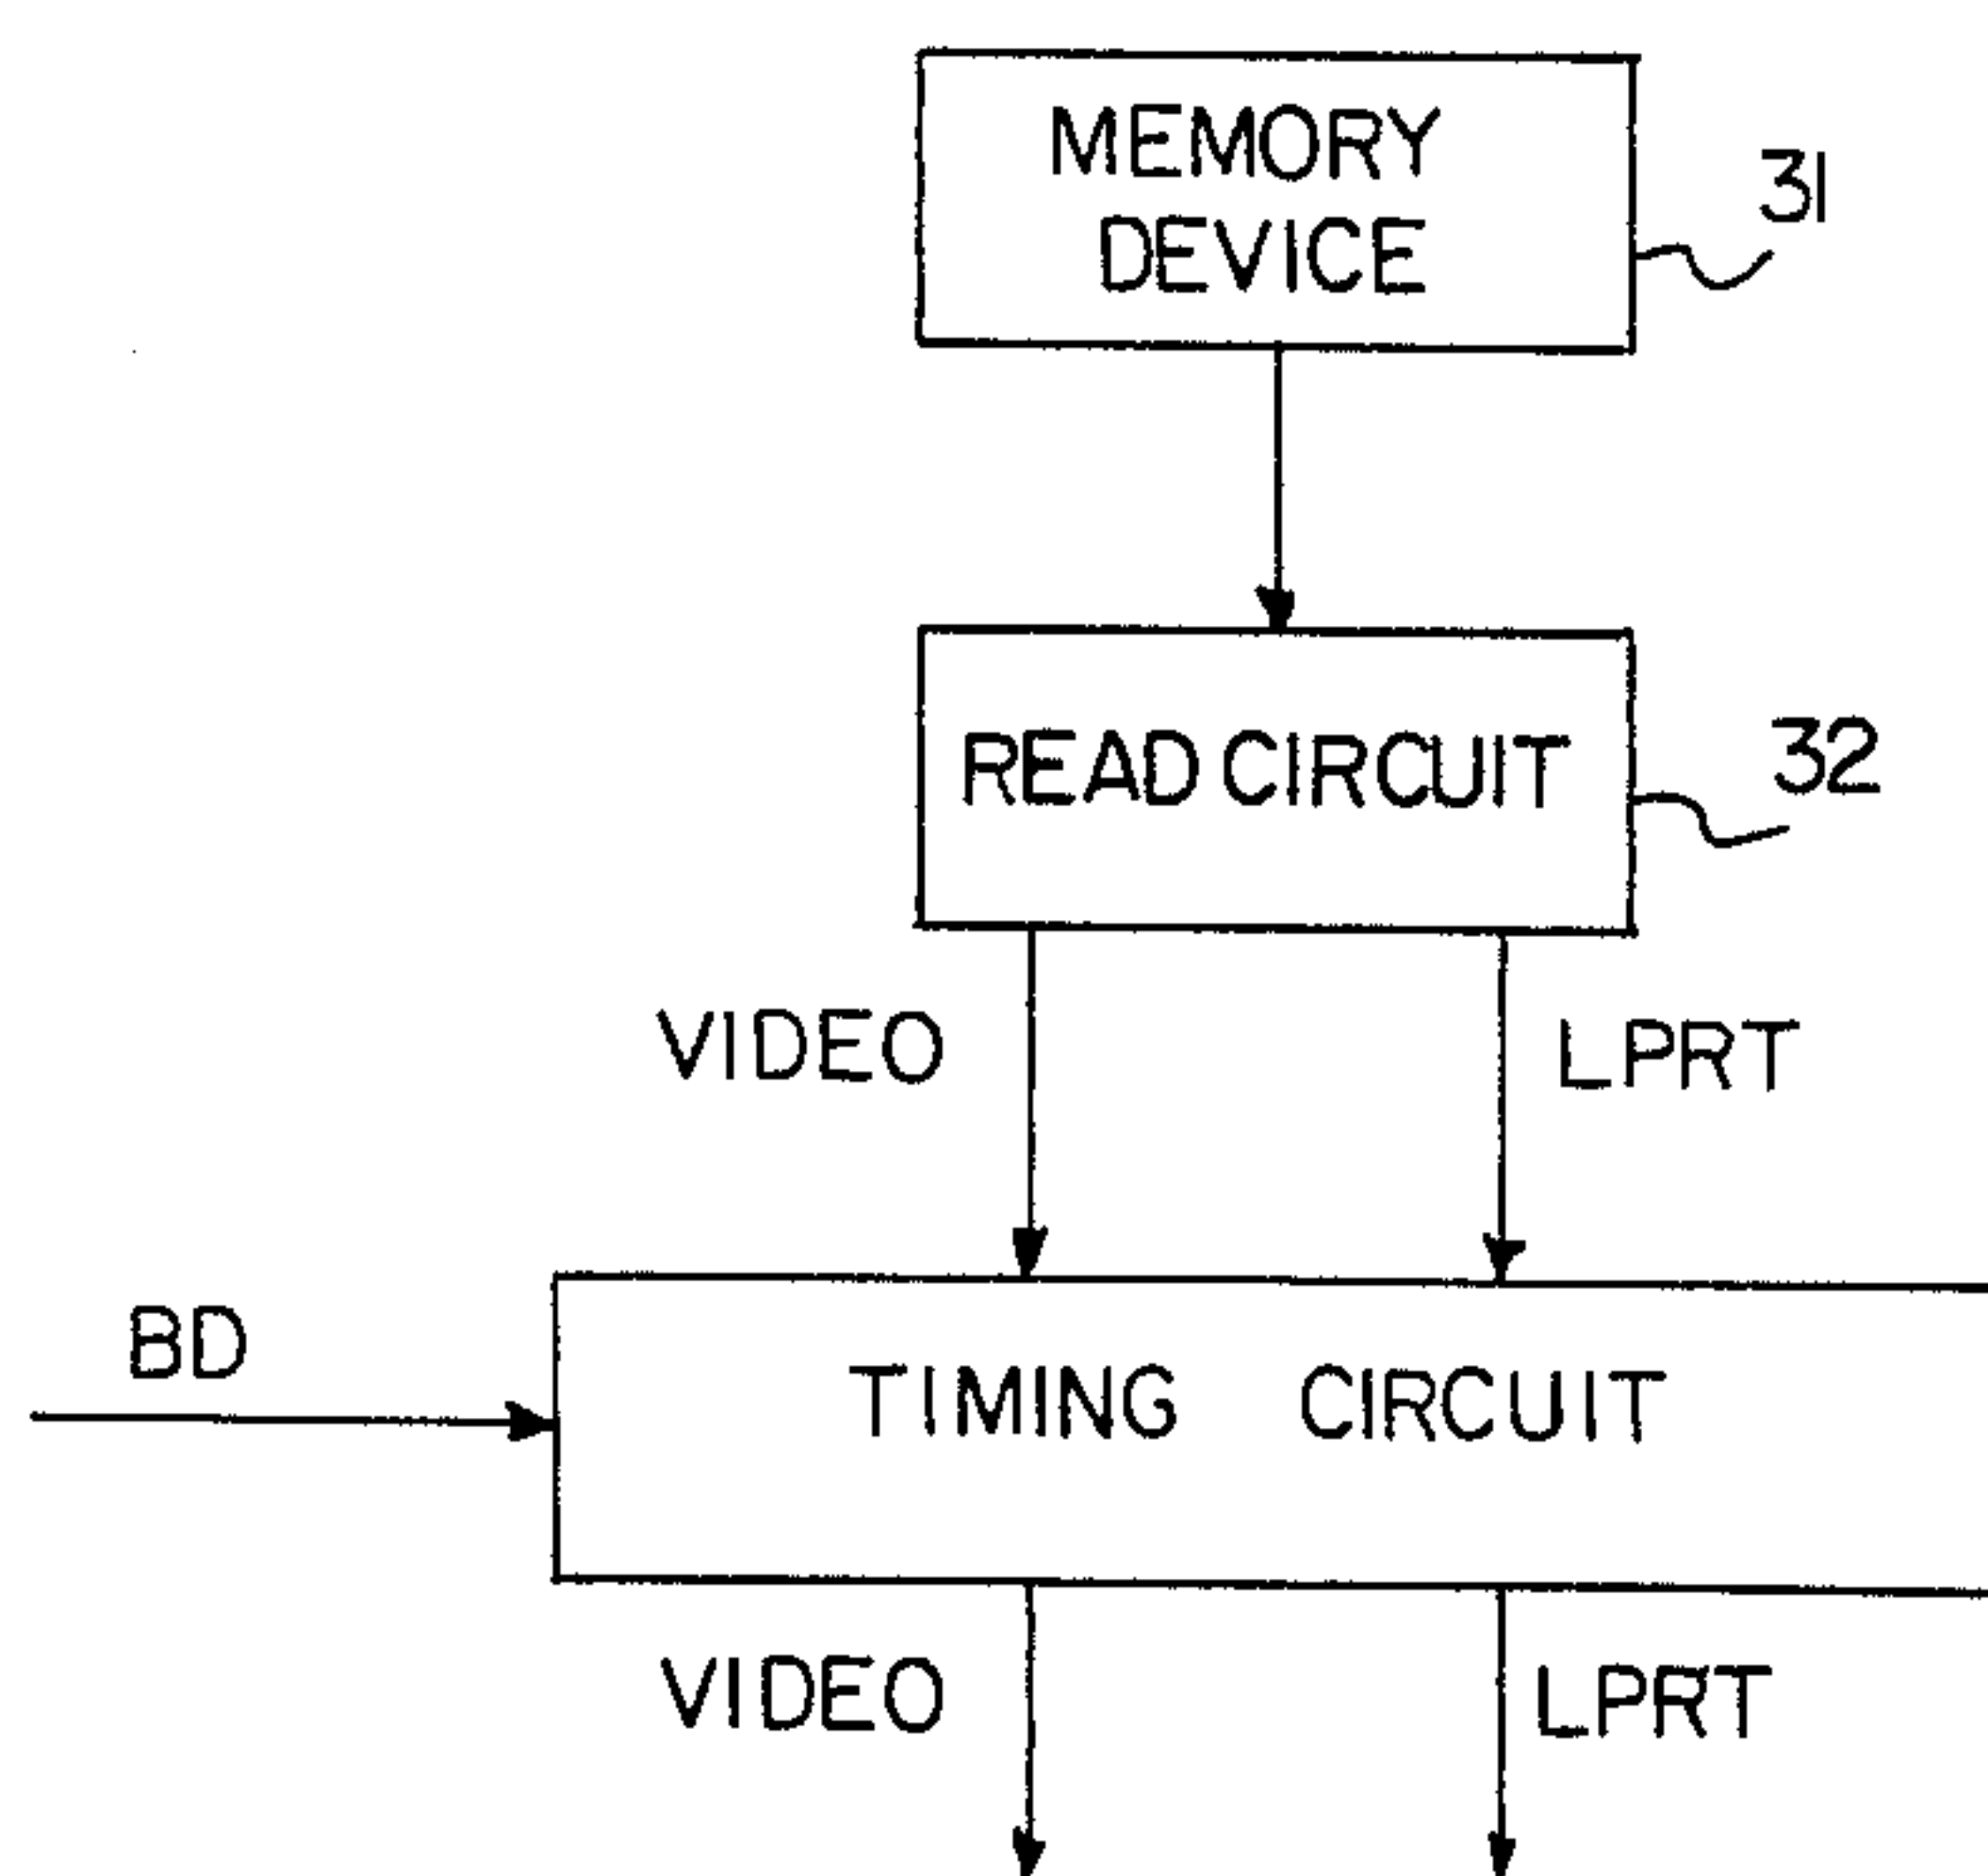 MEMORY
DEVICE
31
READ CIRCUIT
32
VIDEO
LPRT
BD
TIMING CIRCUIT
VIDEO
LPRT